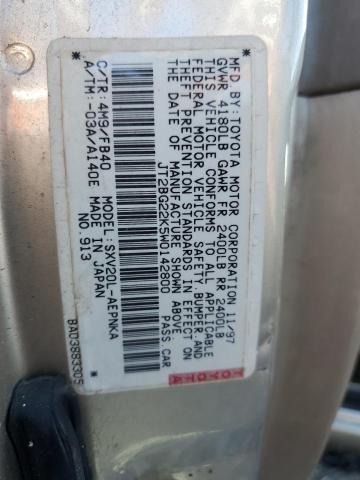 MFD. BY: TOYOTA MOTOR CORPORATION 11/97
GVWR 4180LB GAWR FR 2400LB RR 2400LB
THIS VEHICLE CONFORMS TO ALL APPLICABLE
FEDERAL MOTOR VEHICLE SAFETY, BUMPER, AND
THEFT PREVENTION STANDARDS IN EFFECT ON
THE DATE OF MANUFACTURE SHOWN ABOVE.
* JT2BG22K5W0142800 *
PASS. CAR
C/TR: 4M9/FB40 MODEL: SXV20L-AEPNKA
A/TM: -03A/A140E NO. 913
MADE IN JAPAN
BAD3883305
TOYOTA